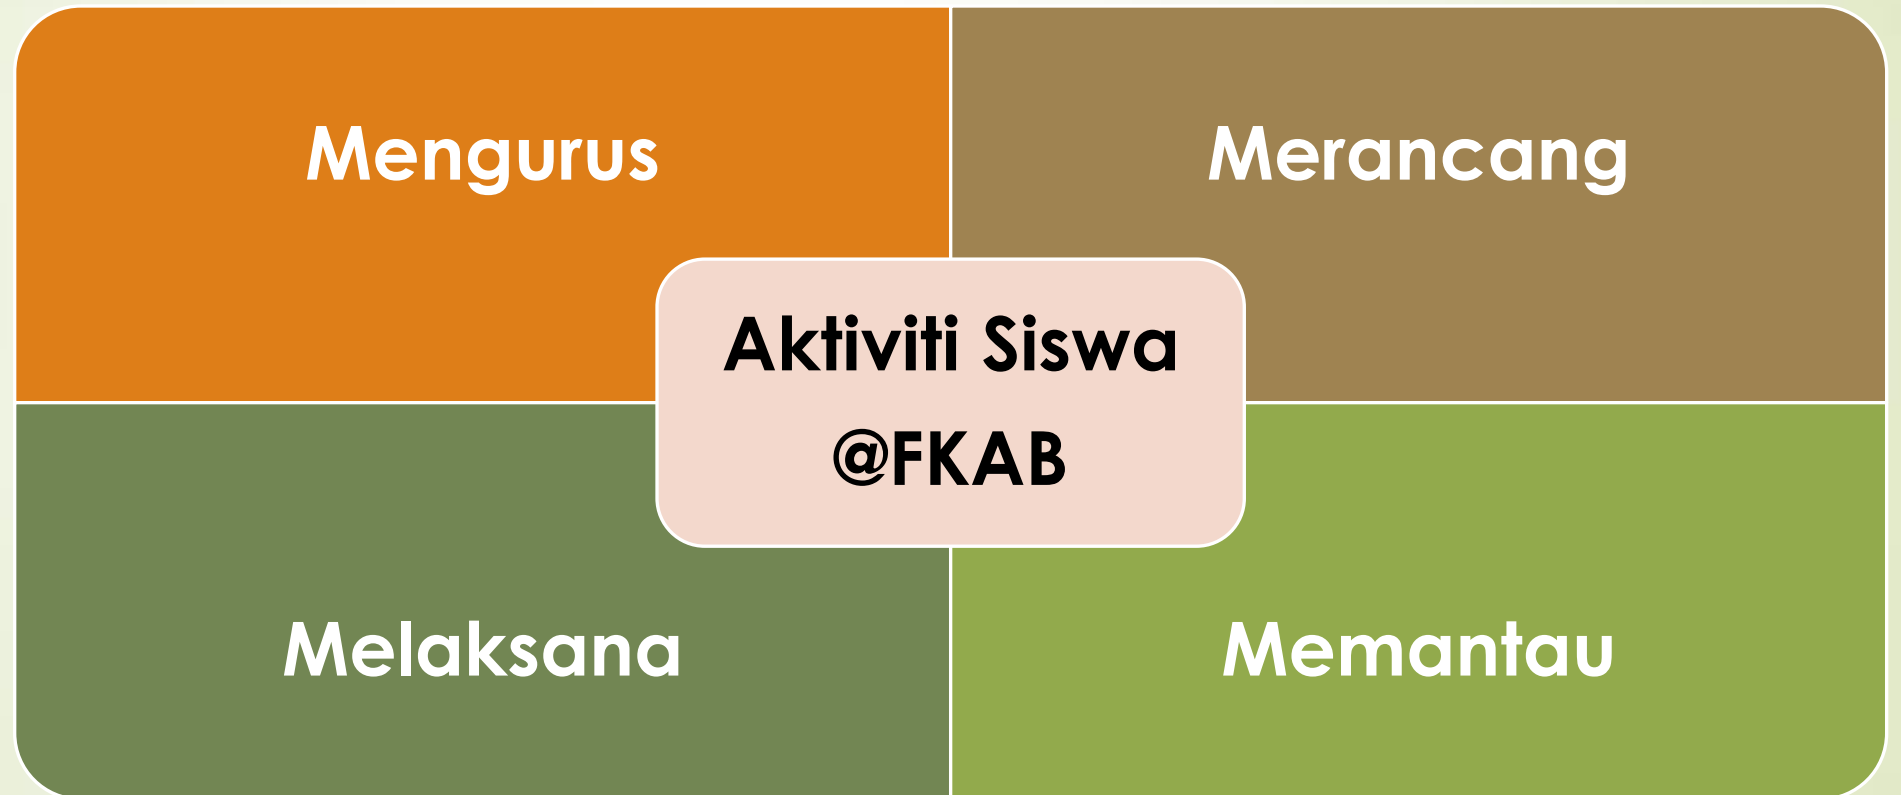 Mengurus
Merancang
Aktiviti Siswa
@FKAB
Melaksana
Memantau